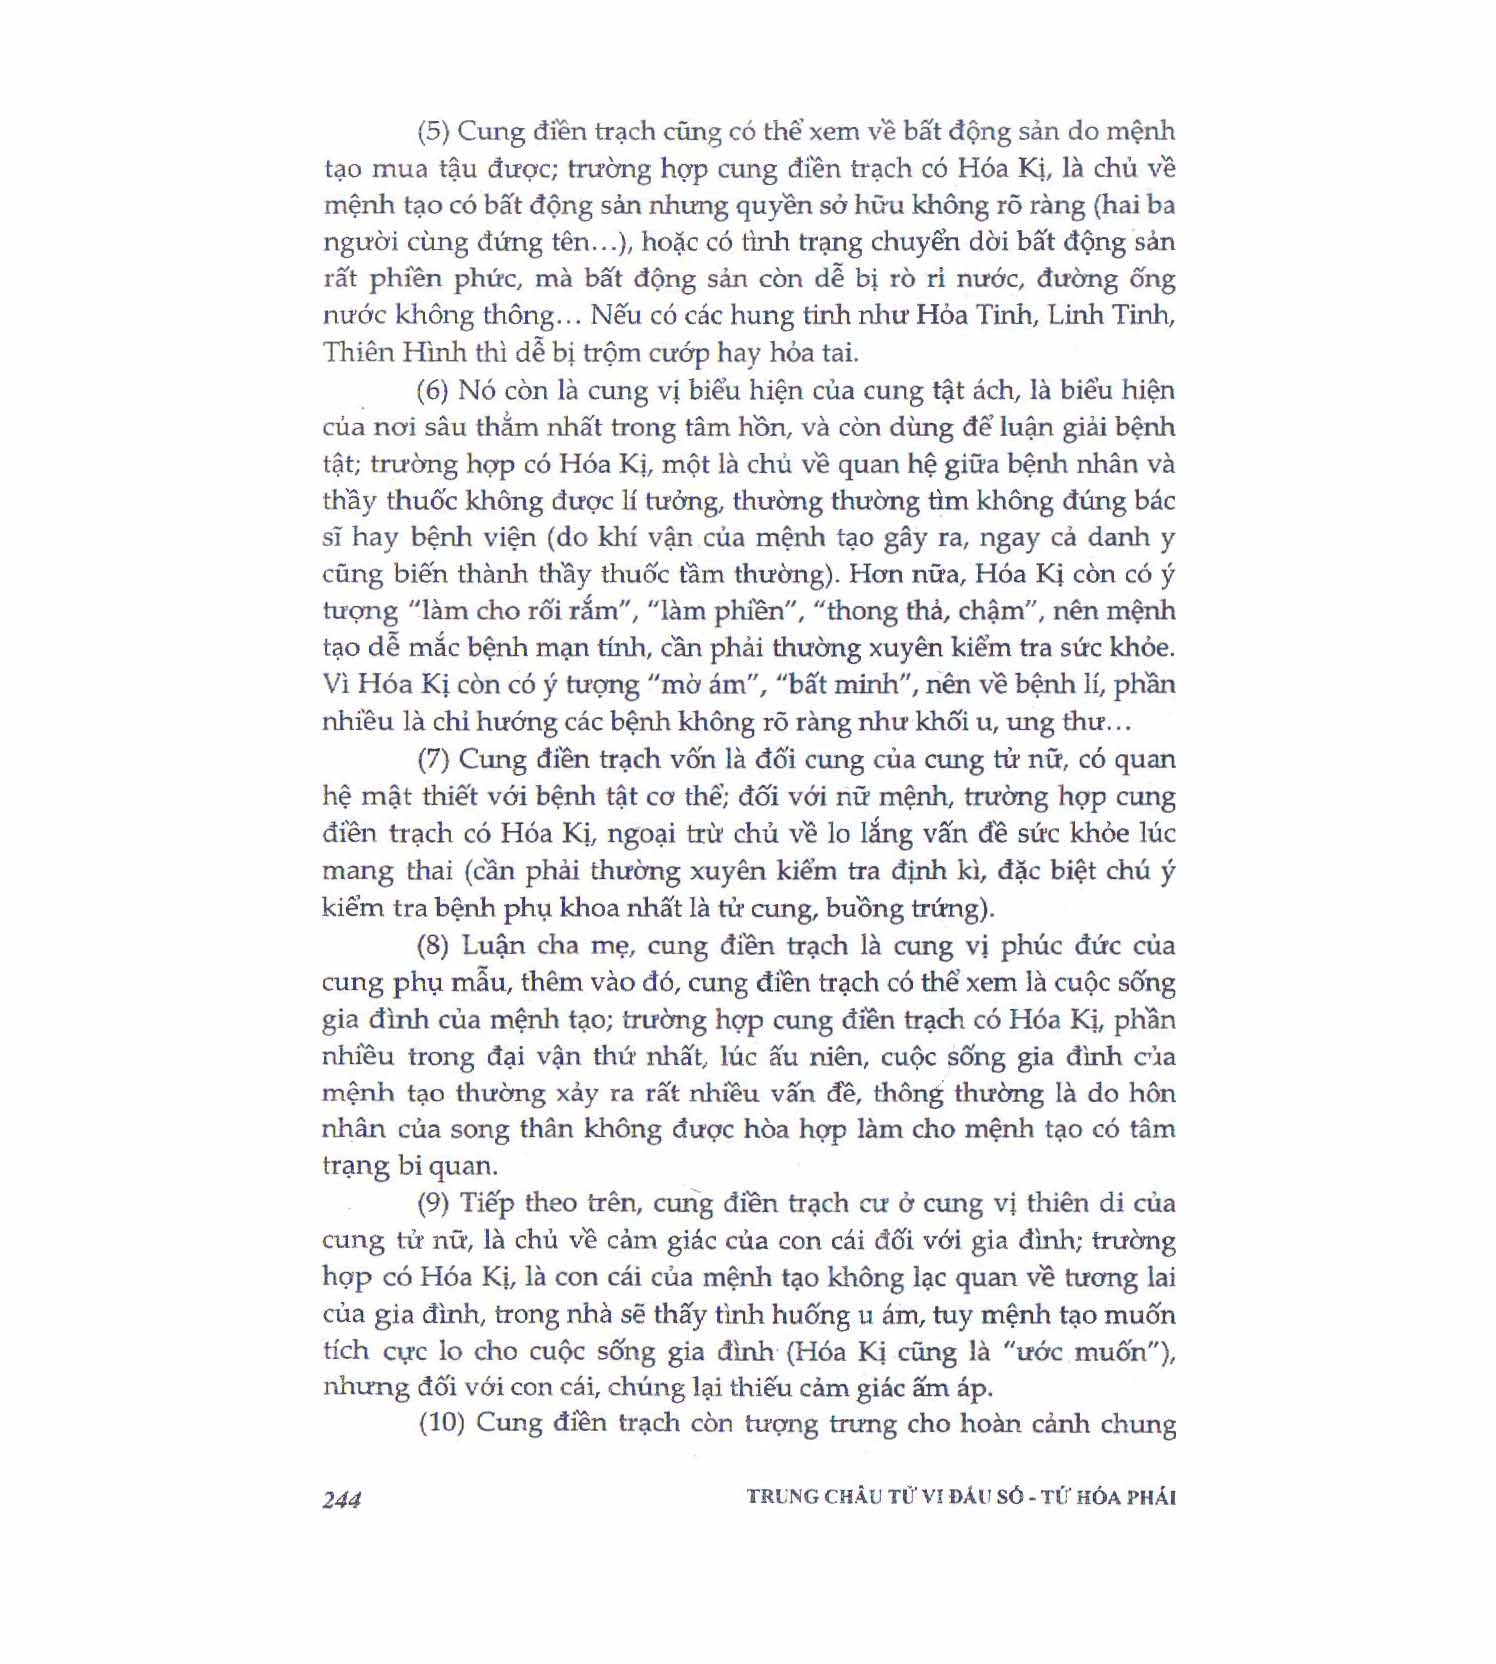 (5) Cung điền trạch cũng có thể xem về bất động sản do mệnh
tạo mua tậu được; trường hợp cung điền trạch có Hóa Kị, là chủ về
mệnh tạo có bất động sản nhưng quyền sở hữu không rõ ràng (hai ba
người cùng đứng tên...), hoặc có tình trạng chuyển dời bất động sản
rất phiền phức, mà bất động sản còn dễ bị rò rỉ nước, đường ống
nước không thông... Nếu có các hung tinh như Hỏa Tinh, Linh Tinh,
Thiên Hình thì dễ bị trộm cướp hay hỏa tai.
(6) Nó còn là cung vị biểu hiện của cung tật ách, là biểu hiện
của nơi sâu thẳm nhất trong tâm hồn, và còn dùng để luận giải bệnh
tật; trường hợp có Hóa Kị, một là chủ về quan hệ giữa bệnh nhân và
thầy thuốc không được lí tưởng, thường thường tìm không đúng bác
sĩ hay bệnh viện (do khí vận của mệnh tạo gây ra, ngay cả danh y
cũng biến thành thầy thuốc tầm thường). Hơn nữa, Hóa Kị còn có ý
tượng "làm cho rối rắm", "làm phiền", "thong thả, chậm", nên mệnh
tạo dễ mắc bệnh mạn tính, cần phải thường xuyên kiểm tra sức khỏe.
Vì Hóa Kị còn có ý tượng "mờ ám", "bất minh", nên về bệnh lí, phần
nhiều là chỉ hướng các bệnh không rõ ràng như khối u, ung thư...
(7) Cung điền trạch vốn là đối cung của cung tử nữ, có quan
hệ mật thiết với bệnh tật cơ thể; đối với nữ mệnh, trường hợp cung
điền trạch có Hóa Kị, ngoại trừ chủ về lo lắng vấn đề sức khỏe lúc
mang thai (cần phải thường xuyên kiểm tra định kì, đặc biệt chú ý
kiểm tra bệnh phụ khoa nhất là tử cung, buồng trứng).
(8) Luận cha mẹ, cung điền trạch là cung vị phúc đức của
cung phụ mẫu, thêm vào đó, cung điền trạch có thể xem là cuộc sống
gia đình của mệnh tạo; trường hợp cung điền trạch có Hóa Kị, phần
nhiều trong đại vận thứ nhất, lúc ấu niên, cuộc sống gia đình của
mệnh tạo thường xảy ra rất nhiều vấn đề, thông thường là do hôn
nhân của song thân không được hòa hợp làm cho mệnh tạo có tâm
trạng bi quan.
(9) Tiếp theo trên, cung điền trạch cư ở cung vị thiên di của
cung tử nữ, là chủ về cảm giác của con cái đối với gia đình; trường
hợp có Hóa Kị, là con cái của mệnh tạo không lạc quan về tương lai
của gia đình, trong nhà sẽ thấy tình huống u ám, tuy mệnh tạo muốn
tích cực lo cho cuộc sống gia đình (Hóa Kị cũng là "ước muốn"),
nhưng đối với con cái, chúng lại thiếu cảm giác ấm áp.
(10) Cung điền trạch còn tượng trưng cho hoàn cảnh chung
244 TRUNG CHÂU TỬ VI ĐẨU SỐ - TỨ HÓA PHÁI